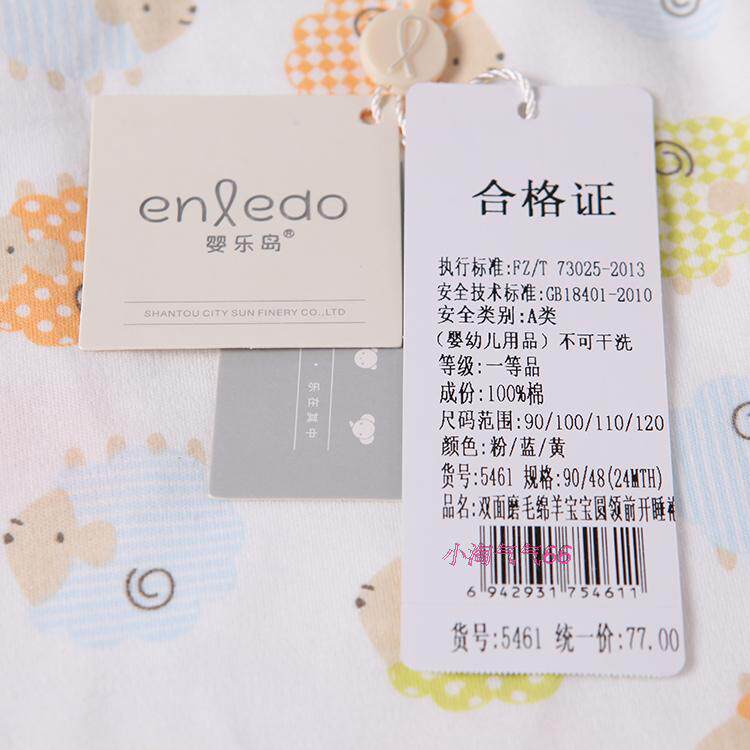 enledo
婴乐岛®
SHANTOU CITY SUN FINERY CO.,LTD
·乐在其中
合格证
执行标准:FZ/T 73025-2013
安全技术标准:GB18401-2010
安全类别:A类
(婴幼儿用品) 不可干洗
等级:一等品
成份:100%棉
尺码范围:90/100/110/120
颜色:粉/蓝/黄
货号:5461 规格:90/48(24MTH)
品名:双面磨毛绵羊宝宝圆领前开睡袍
小淘气气66
6 942931 754611
货号:5461 统一价:77.00